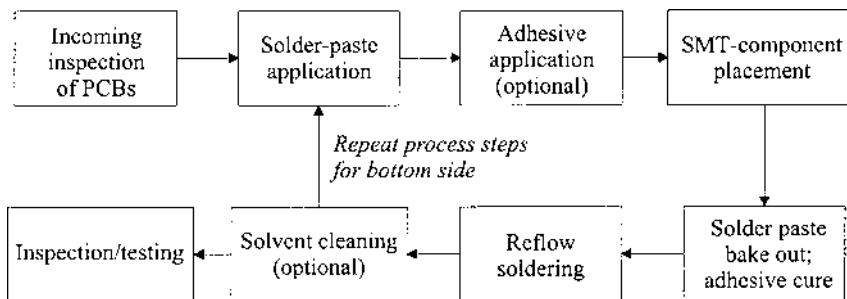 Incoming
inspection
of PCBs
Solder-paste
application
Adhesive
application
(optional)
SMT-component
placement
Repeat process steps
for bottom side
Inspection/testing
Solvent cleaning
(optional)
Reflow
soldering
Solder paste
bake out;
adhesive cure